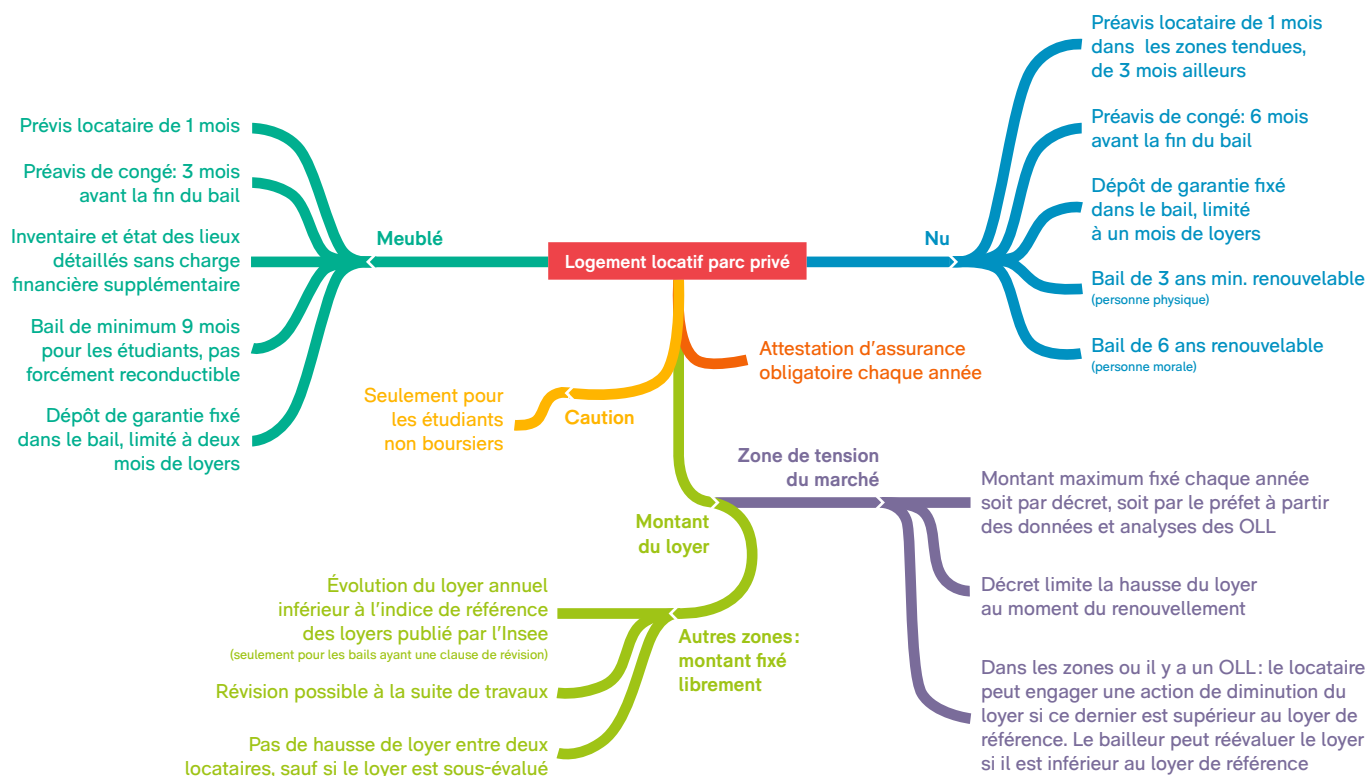 Logement locatif parc privé
Meublé
Prévis locataire de 1 mois
Préavis de congé: 3 mois
avant la fin du bail
Inventaire et état des lieux
détaillés sans charge
financière supplémentaire
Bail de minimum 9 mois
pour les étudiants, pas
forcément reconductible
Dépôt de garantie fixé
dans le bail, limité à deux
mois de loyers
Nu
Préavis locataire de 1 mois
dans les zones tendues,
de 3 mois ailleurs
Préavis de congé: 6 mois
avant la fin du bail
Dépôt de garantie fixé
dans le bail, limité
à un mois de loyers
Bail de 3 ans min. renouvelable
(personne physique)
Bail de 6 ans renouvelable
(personne morale)
Attestation d'assurance
obligatoire chaque année
Caution
Seulement pour
les étudiants
non boursiers
Montant
du loyer
Zone de tension
du marché
Montant maximum fixé chaque année
soit par décret, soit par le préfet à partir
des données et analyses des OLL
Décret limite la hausse du loyer
au moment du renouvellement
Dans les zones ou il y a un OLL: le locataire
peut engager une action de diminution du
loyer si ce dernier est supérieur au loyer de
référence. Le bailleur peut réévaluer le loyer
si il est inférieur au loyer de référence
Autres zones:
montant fixé
librement
Évolution du loyer annuel
inférieur à l'indice de référence
des loyers publié par l'Insee
(seulement pour les bails ayant une clause de révision)
Révision possible à la suite de travaux
Pas de hausse de loyer entre deux
locataires, sauf si le loyer est sous-évalué